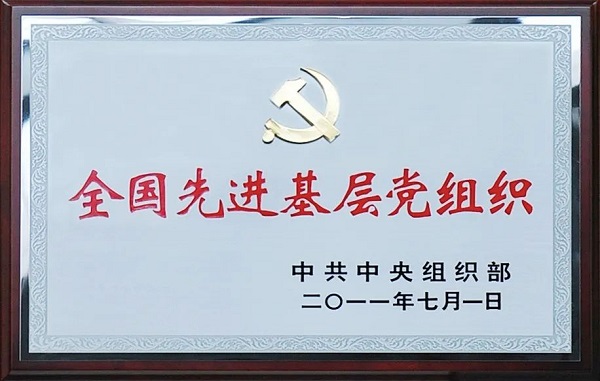 全国先进基层党组织
中共中央组织部
二〇一一年七月一日